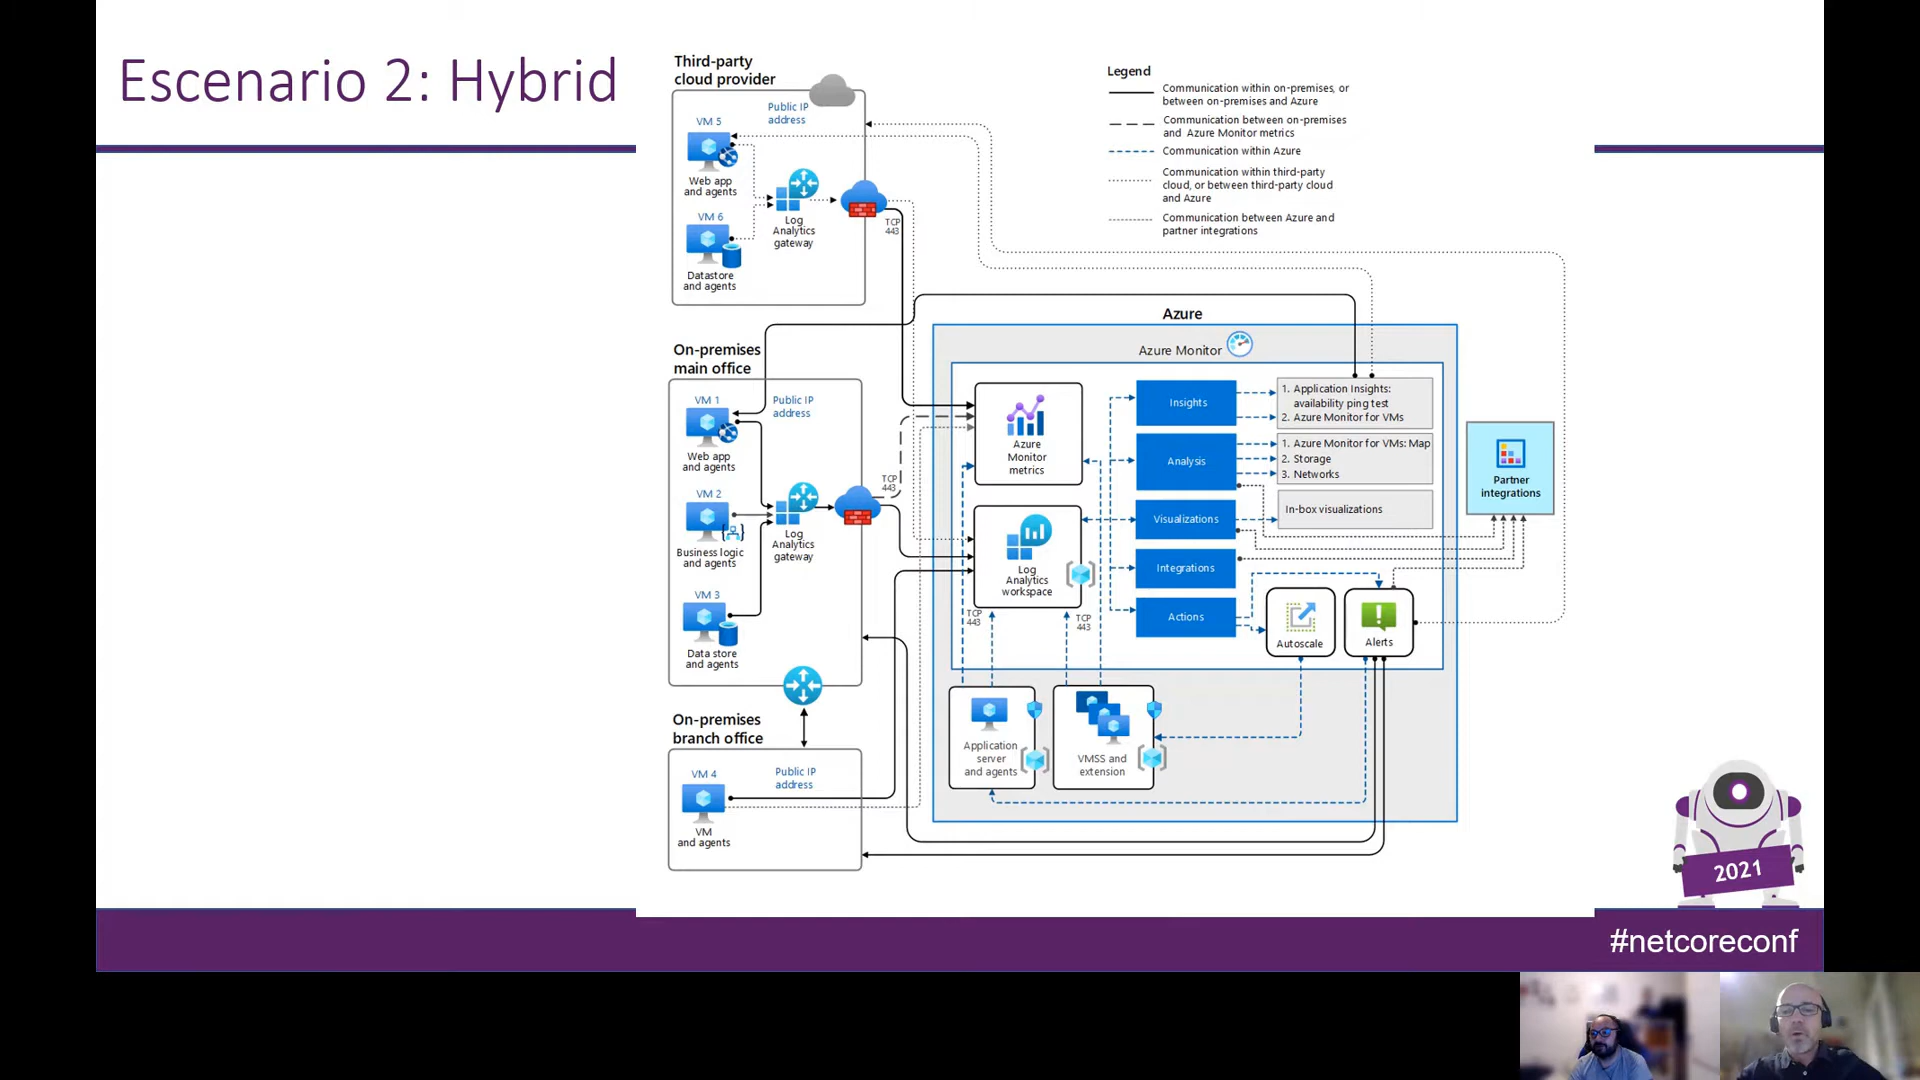 Escenario 2: Hybrid
Third-party
cloud provider
Public IP
address
VM 5
Web app
and agents
VM 6
Datastore
and agents
Log
Analytics
gateway
TCP
443
Legend
Communication within on-premises, or
between on-premises and Azure
Communication between on-premises
and Azure Monitor metrics
Communication within Azure
Communication within third-party
cloud, or between third-party cloud
and Azure
Communication between Azure and
partner integrations
On-premises
main office
Public IP
address
VM 1
Web app
and agents
VM 2
Business logic
and agents
VM 3
Data store
and agents
Log
Analytics
gateway
TCP
443
On-premises
branch office
VM 4
Public IP
address
VM
and agents
Azure
Azure Monitor
Azure
Monitor
metrics
Log
Analytics
workspace
TCP
443
TCP
443
Insights
Analysis
Visualizations
Integrations
Actions
1. Application Insights:
availability ping test
2. Azure Monitor for VMs
1. Azure Monitor for VMs: Map
2. Storage
3. Networks
In-box visualizations
Autoscale
Alerts
Application
server
and agents
VMSS and
extension
Partner
integrations
2021
#netcoreconf